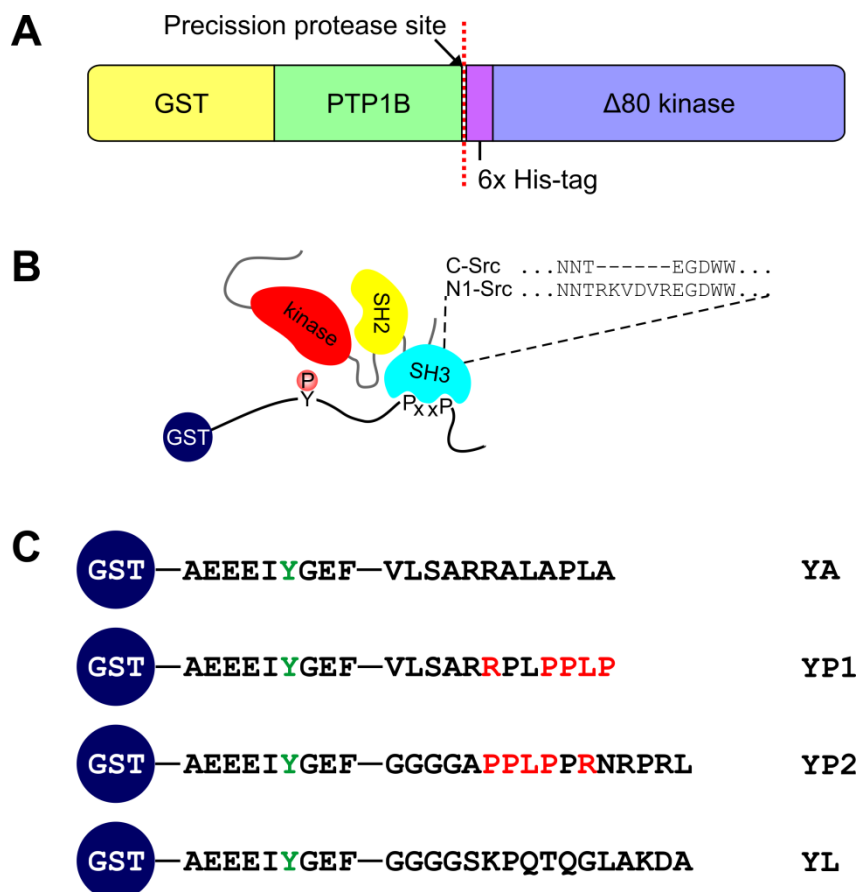 A
Precission protease site
GST
PTP1B
Δ80 kinase
6x His-tag
B
C-Src ...NNT------EGDWW...
N1-Src ...NNTRKVDVREGDWW...
kinase
SH2
SH3
P
Y
PxxP
GST
C
GST—AEEEIYGEF—VLSARRALAPLA YA
GST—AEEEIYGEF—VLSARRPLPPLP YP1
GST—AEEEIYGEF—GGGGAPPLPPRNRPRL YP2
GST—AEEEIYGEF—GGGGSKPQTQGLAKDA YL